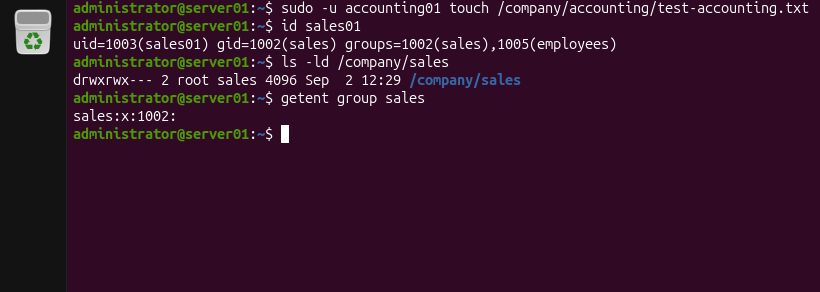 administrator@server01:~$ sudo -u accounting01 touch /company/accounting/test-accounting.txt
administrator@server01:~$ id sales01
uid=1003(sales01) gid=1002(sales) groups=1002(sales),1005(employees)
administrator@server01:~$ ls -ld /company/sales
drwxrwx--- 2 root sales 4096 Sep  2 12:29 /company/sales
administrator@server01:~$ getent group sales
sales:x:1002:
administrator@server01:~$